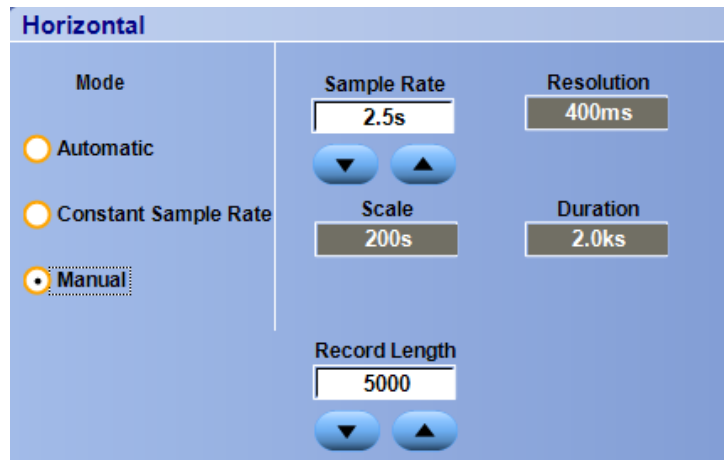 Horizontal
Mode
Automatic
Constant Sample Rate
Manual
Sample Rate
2.5s
Resolution
400ms
Scale
200s
Duration
2.0ks
Record Length
5000